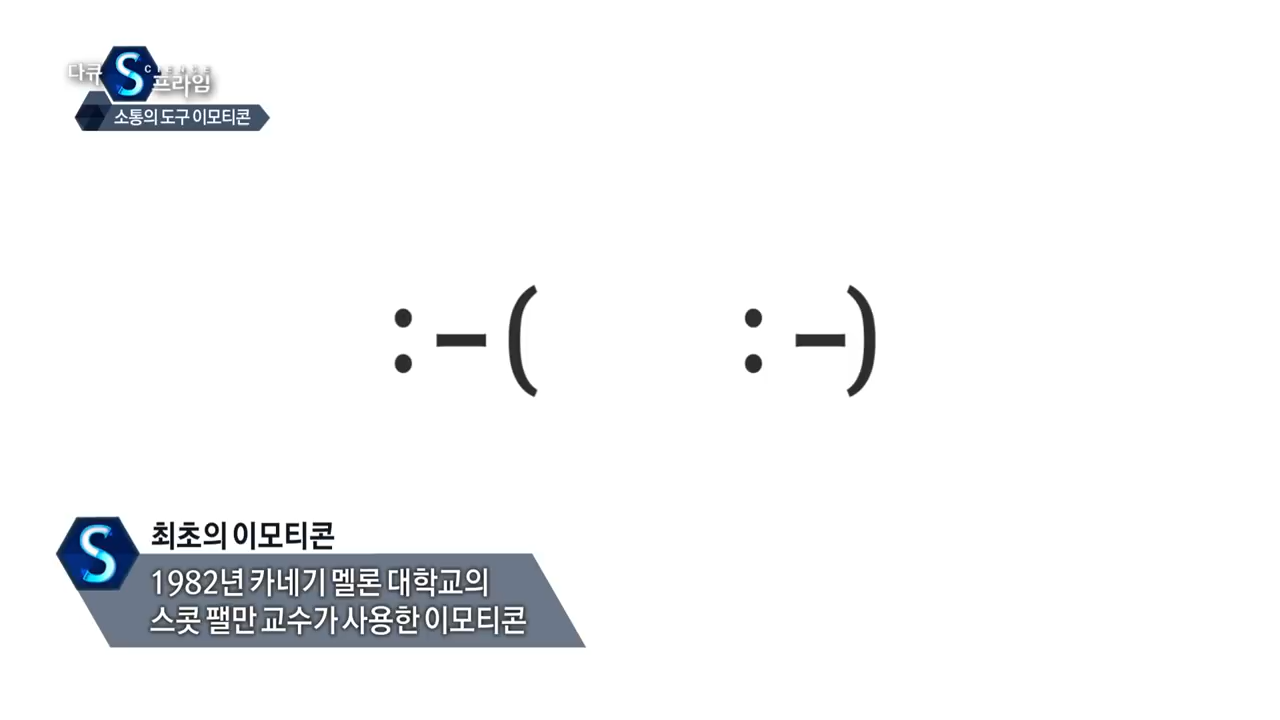 다큐 S CIENCE 프라임
소통의 도구 이모티콘
:-( :-)
S 최초의 이모티콘
1982년 카네기 멜론 대학교의
스콧 팰만 교수가 사용한 이모티콘